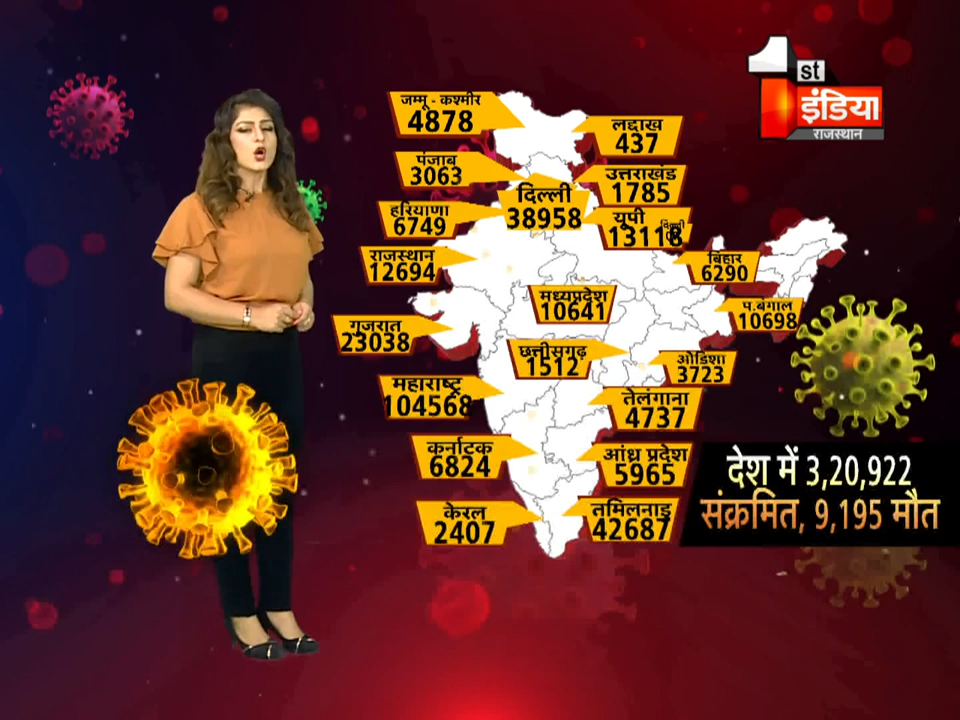 1st
इंडिया
राजस्थान
जम्मू - कश्मीर
4878
लद्दाख
437
पंजाब
3063
उत्तराखंड
1785
दिल्ली
38958
हरियाणा
6749
यूपी
13118
राजस्थान
12694
बिहार
6290
मध्यप्रदेश
10641
प.बंगाल
10698
गुजरात
23038
छत्तीसगढ़
1512
ओडिशा
3723
महाराष्ट्र
104568
तेलंगाना
4737
कर्नाटक
6824
आंध्र प्रदेश
5965
केरल
2407
तमिलनाडु
42687
देश में 3,20,922
संक्रमित, 9,195 मौत